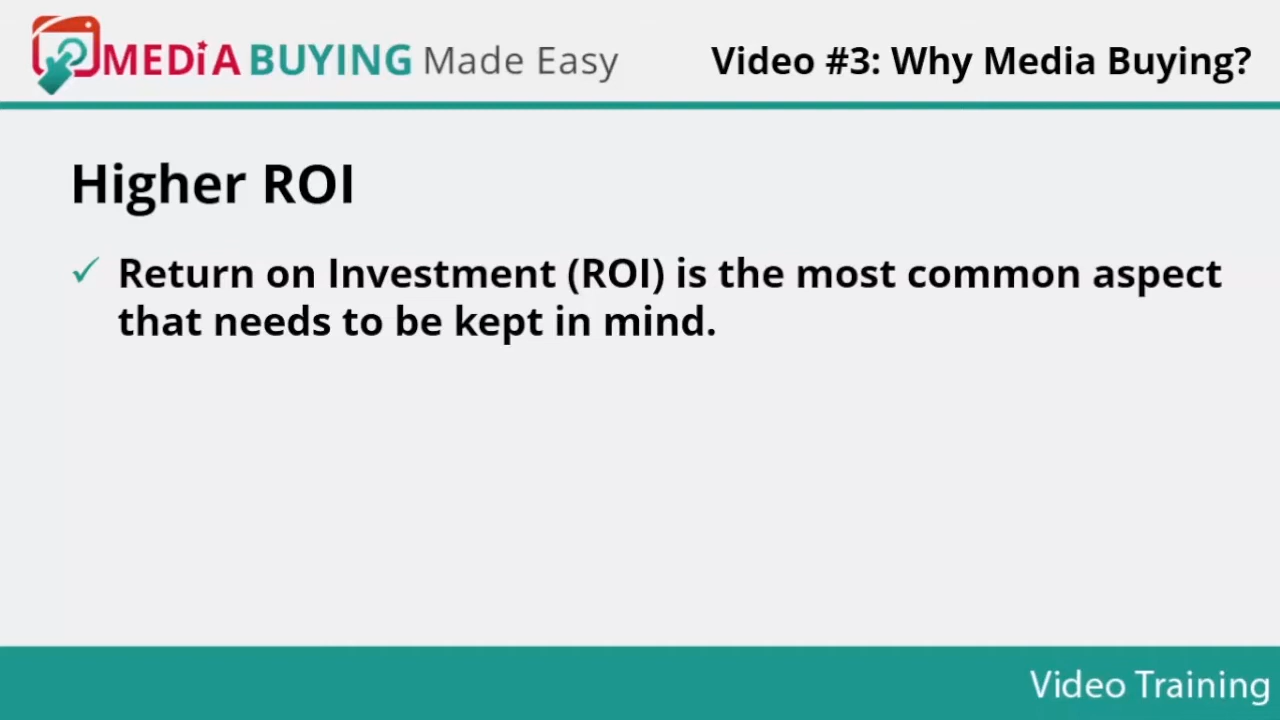 MEDiA BUYING Made Easy
Video #3: Why Media Buying?
Higher ROI
✓ Return on Investment (ROI) is the most common aspect
that needs to be kept in mind.
Video Training